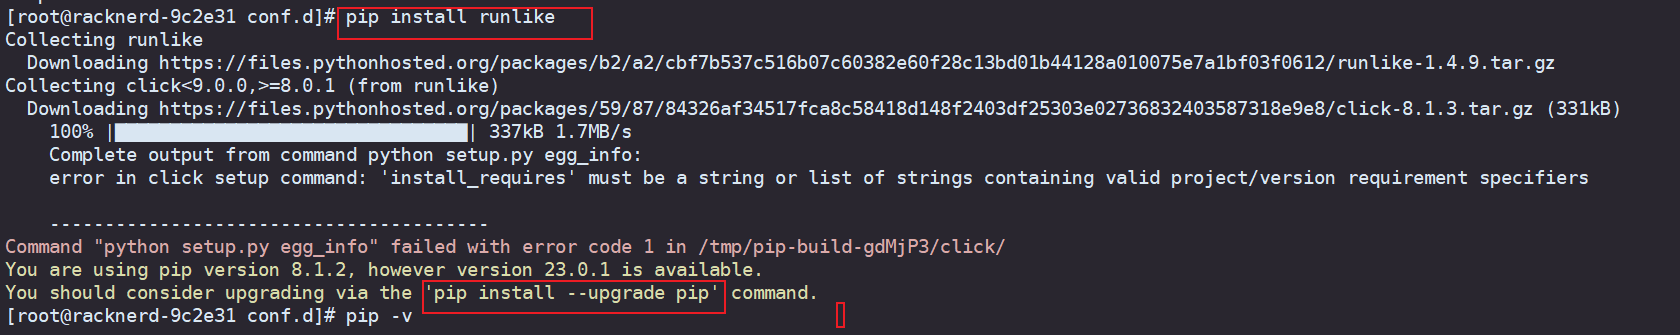 [root@racknerd-9c2e31 conf.d]# pip install runlike
Collecting runlike
  Downloading https://files.pythonhosted.org/packages/b2/a2/cbf7b537c516b07c60382e60f28c13bd01b44128a010075e7a1bf03f0612/runlike-1.4.9.tar.gz
Collecting click<9.0.0,>=8.0.1 (from runlike)
  Downloading https://files.pythonhosted.org/packages/59/87/84326af34517fca8c58418d148f2403df25303e02736832403587318e9e8/click-8.1.3.tar.gz (331kB)
    100% |████████████████████████████████| 337kB 1.7MB/s
    Complete output from command python setup.py egg_info:
    error in click setup command: 'install_requires' must be a string or list of strings containing valid project/version requirement specifiers
    ----------------------------------------
Command "python setup.py egg_info" failed with error code 1 in /tmp/pip-build-gdMjP3/click/
You are using pip version 8.1.2, however version 23.0.1 is available.
You should consider upgrading via the 'pip install --upgrade pip' command.
[root@racknerd-9c2e31 conf.d]# pip -v